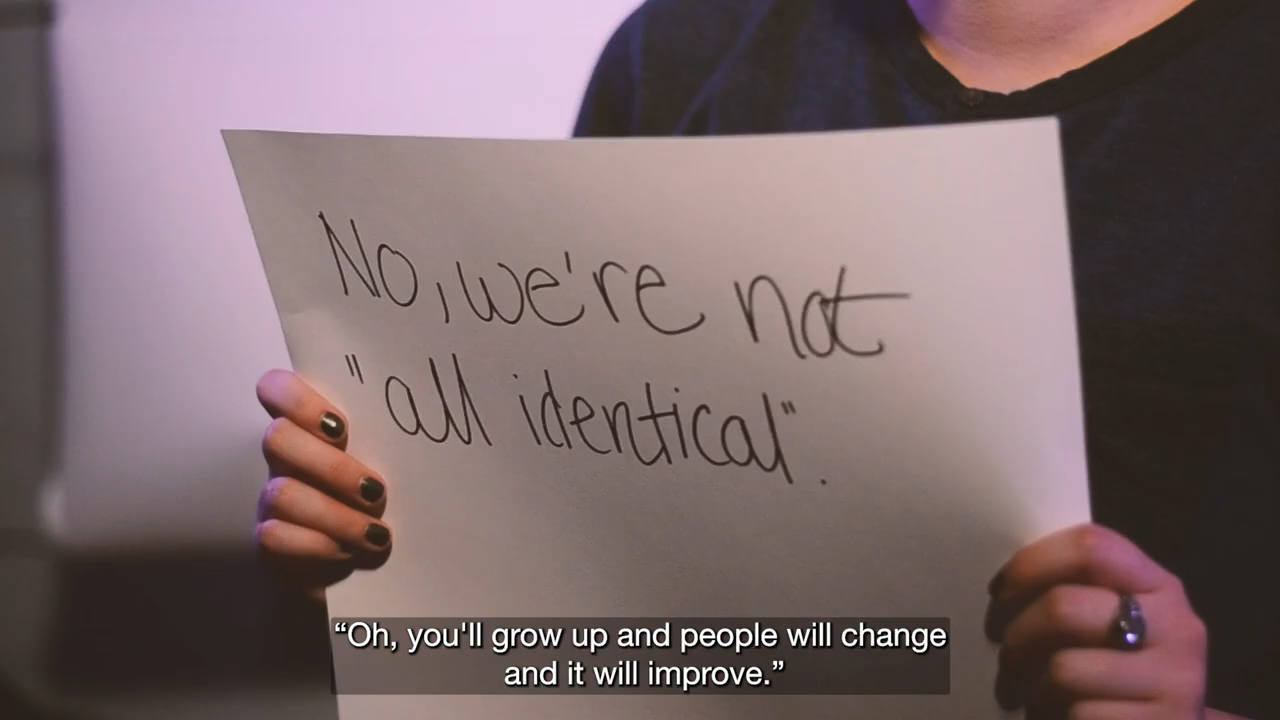 No, we're not
"all identical".
“Oh, you'll grow up and people will change
and it will improve.”